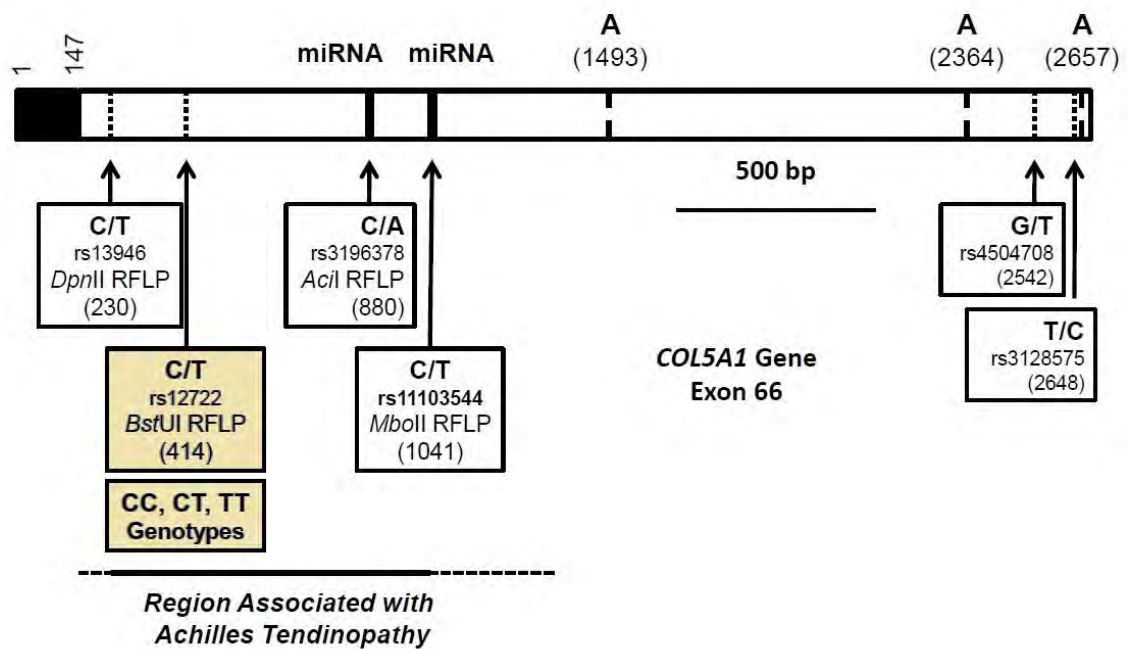 1
147
miRNA
miRNA
A
(1493)
A
(2364)
A
(2657)
500 bp
C/T
rs13946
DpnII RFLP
(230)
C/A
rs3196378
AciI RFLP
(880)
G/T
rs4504708
(2542)
C/T
rs12722
BstUI RFLP
(414)
C/T
rs11103544
MboII RFLP
(1041)
COL5A1 Gene
Exon 66
T/C
rs3128575
(2648)
CC, CT, TT
Genotypes
Region Associated with
Achilles Tendinopathy